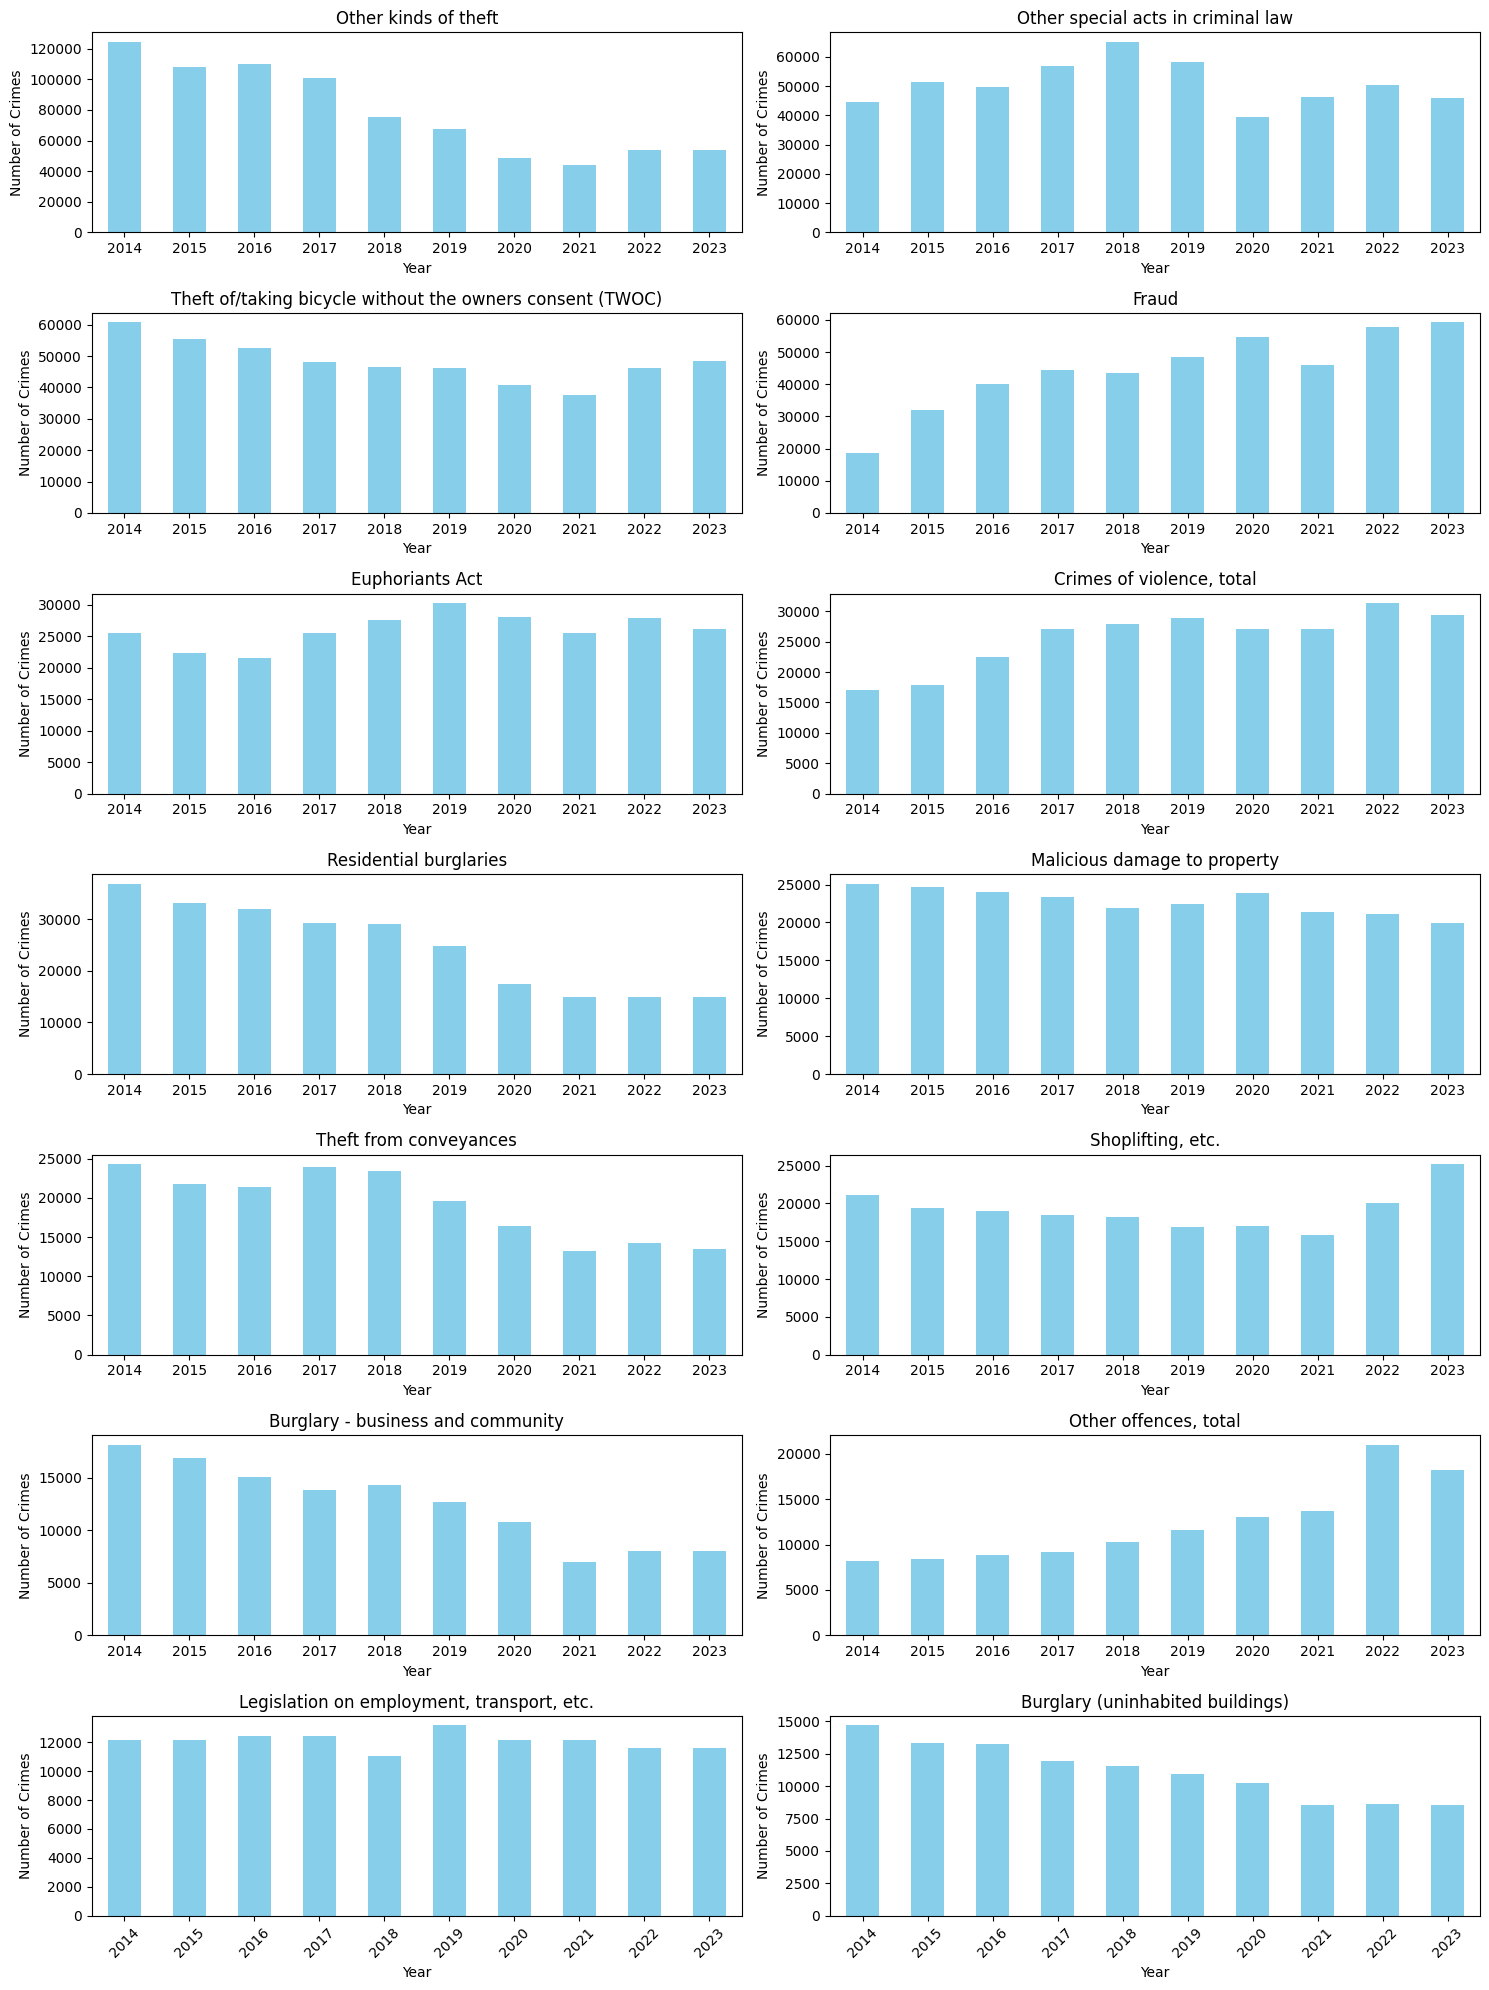 Other kinds of theft
Number of Crimes
120000
100000
80000
60000
40000
20000
0
2014 2015 2016 2017 2018 2019 2020 2021 2022 2023
Year
Other special acts in criminal law
Number of Crimes
60000
50000
40000
30000
20000
10000
0
2014 2015 2016 2017 2018 2019 2020 2021 2022 2023
Year
Theft of/taking bicycle without the owners consent (TWOC)
Number of Crimes
60000
50000
40000
30000
20000
10000
0
2014 2015 2016 2017 2018 2019 2020 2021 2022 2023
Year
Fraud
Number of Crimes
60000
50000
40000
30000
20000
10000
0
2014 2015 2016 2017 2018 2019 2020 2021 2022 2023
Year
Euphoriants Act
Number of Crimes
30000
25000
20000
15000
10000
5000
0
2014 2015 2016 2017 2018 2019 2020 2021 2022 2023
Year
Crimes of violence, total
Number of Crimes
30000
25000
20000
15000
10000
5000
0
2014 2015 2016 2017 2018 2019 2020 2021 2022 2023
Year
Residential burglaries
Number of Crimes
30000
20000
10000
0
2014 2015 2016 2017 2018 2019 2020 2021 2022 2023
Year
Malicious damage to property
Number of Crimes
25000
20000
15000
10000
5000
0
2014 2015 2016 2017 2018 2019 2020 2021 2022 2023
Year
Theft from conveyances
Number of Crimes
25000
20000
15000
10000
5000
0
2014 2015 2016 2017 2018 2019 2020 2021 2022 2023
Year
Shoplifting, etc.
Number of Crimes
25000
20000
15000
10000
5000
0
2014 2015 2016 2017 2018 2019 2020 2021 2022 2023
Year
Burglary - business and community
Number of Crimes
15000
10000
5000
0
2014 2015 2016 2017 2018 2019 2020 2021 2022 2023
Year
Other offences, total
Number of Crimes
20000
15000
10000
5000
0
2014 2015 2016 2017 2018 2019 2020 2021 2022 2023
Year
Legislation on employment, transport, etc.
Number of Crimes
12000
10000
8000
6000
4000
2000
0
2014 2015 2016 2017 2018 2019 2020 2021 2022 2023
Year
Burglary (uninhabited buildings)
Number of Crimes
15000
12500
10000
7500
5000
2500
0
2014 2015 2016 2017 2018 2019 2020 2021 2022 2023
Year